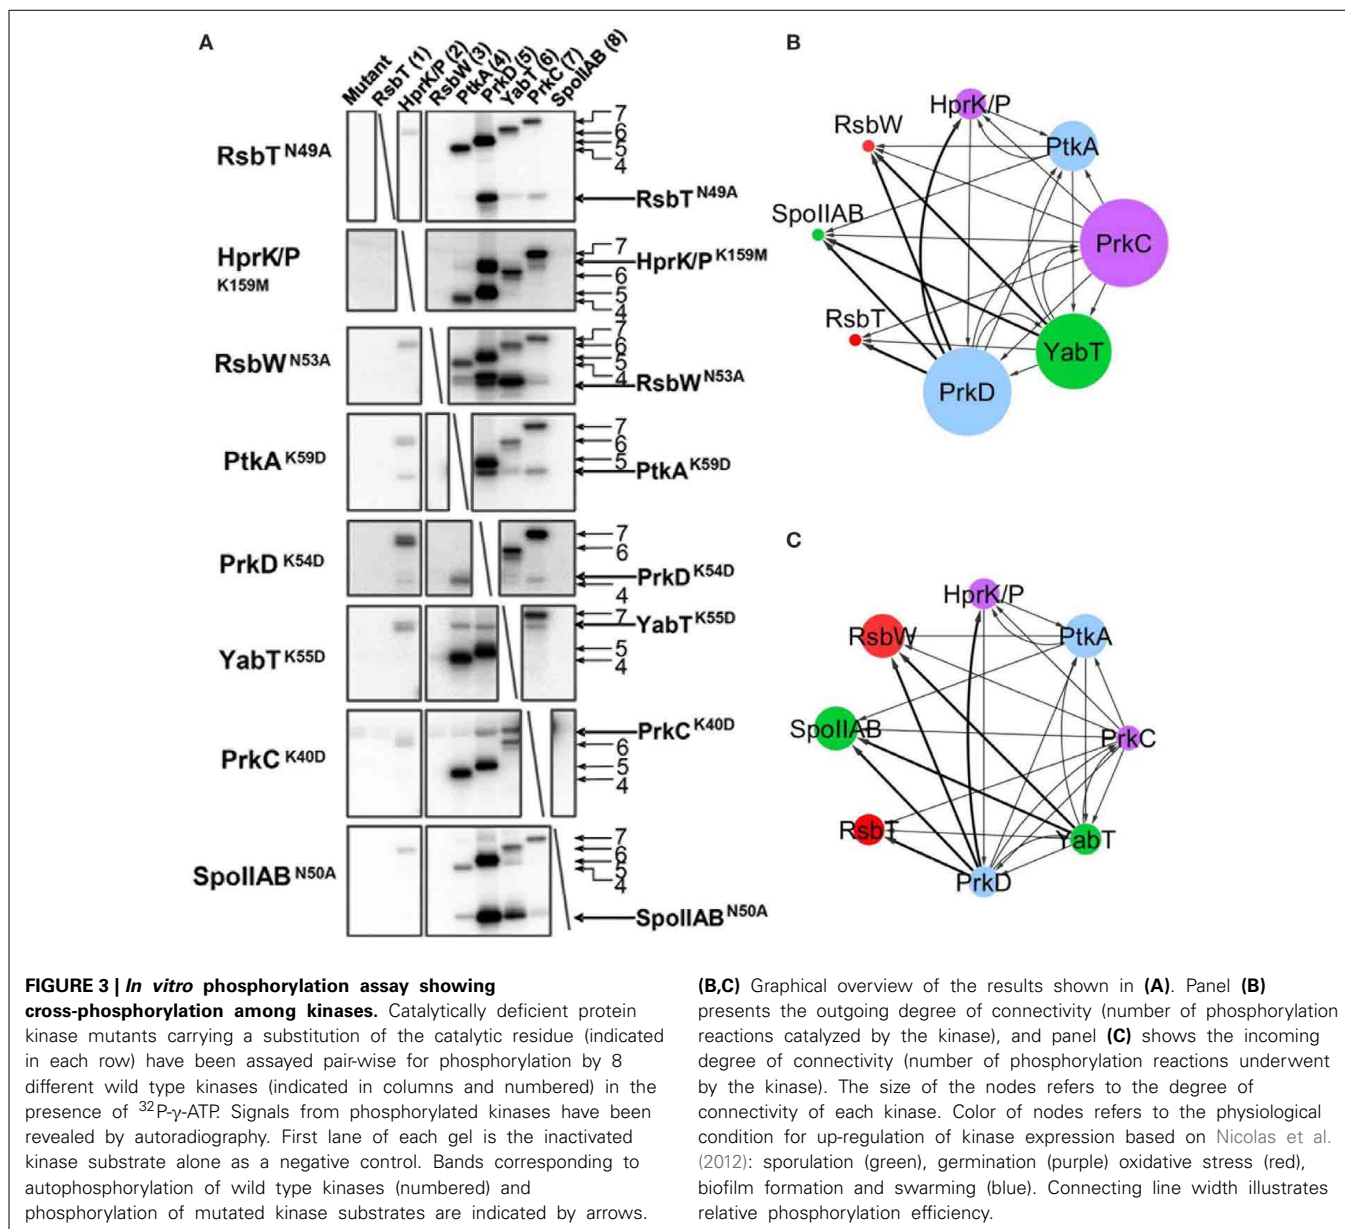 A
Mutant
RsbT (1)
HprK/P (2)
RsbW (3)
PtkA (4)
PrkD (5)
YabT (6)
PrkC (7)
SpoIIAB (8)
RsbT N49A
7
6
5
4
RsbT N49A
HprK/P
K159M
7
HprK/P K159M
6
5
4
RsbW N53A
7
6
5
4
RsbW N53A
PtkA K59D
7
6
5
PtkA K59D
PrkD K54D
7
6
PrkD K54D
4
YabT K55D
7
YabT K55D
5
4
PrkC K40D
PrkC K40D
6
5
4
SpoIIAB N50A
7
6
5
4
SpoIIAB N50A
B
HprK/P
RsbW
PtkA
SpoIIAB
PrkC
RsbT
YabT
PrkD
C
HprK/P
RsbW
PtkA
SpoIIAB
PrkC
RsbT
YabT
PrkD
FIGURE 3 | In vitro phosphorylation assay showing
cross-phosphorylation among kinases. Catalytically deficient protein
kinase mutants carrying a substitution of the catalytic residue (indicated
in each row) have been assayed pair-wise for phosphorylation by 8
different wild type kinases (indicated in columns and numbered) in the
presence of ³²P-γ-ATP. Signals from phosphorylated kinases have been
revealed by autoradiography. First lane of each gel is the inactivated
kinase substrate alone as a negative control. Bands corresponding to
autophosphorylation of wild type kinases (numbered) and
phosphorylation of mutated kinase substrates are indicated by arrows.
(B,C) Graphical overview of the results shown in (A). Panel (B)
presents the outgoing degree of connectivity (number of phosphorylation
reactions catalyzed by the kinase), and panel (C) shows the incoming
degree of connectivity (number of phosphorylation reactions underwent
by the kinase). The size of the nodes refers to the degree of
connectivity of each kinase. Color of nodes refers to the physiological
condition for up-regulation of kinase expression based on Nicolas et al.
(2012): sporulation (green), germination (purple) oxidative stress (red),
biofilm formation and swarming (blue). Connecting line width illustrates
relative phosphorylation efficiency.